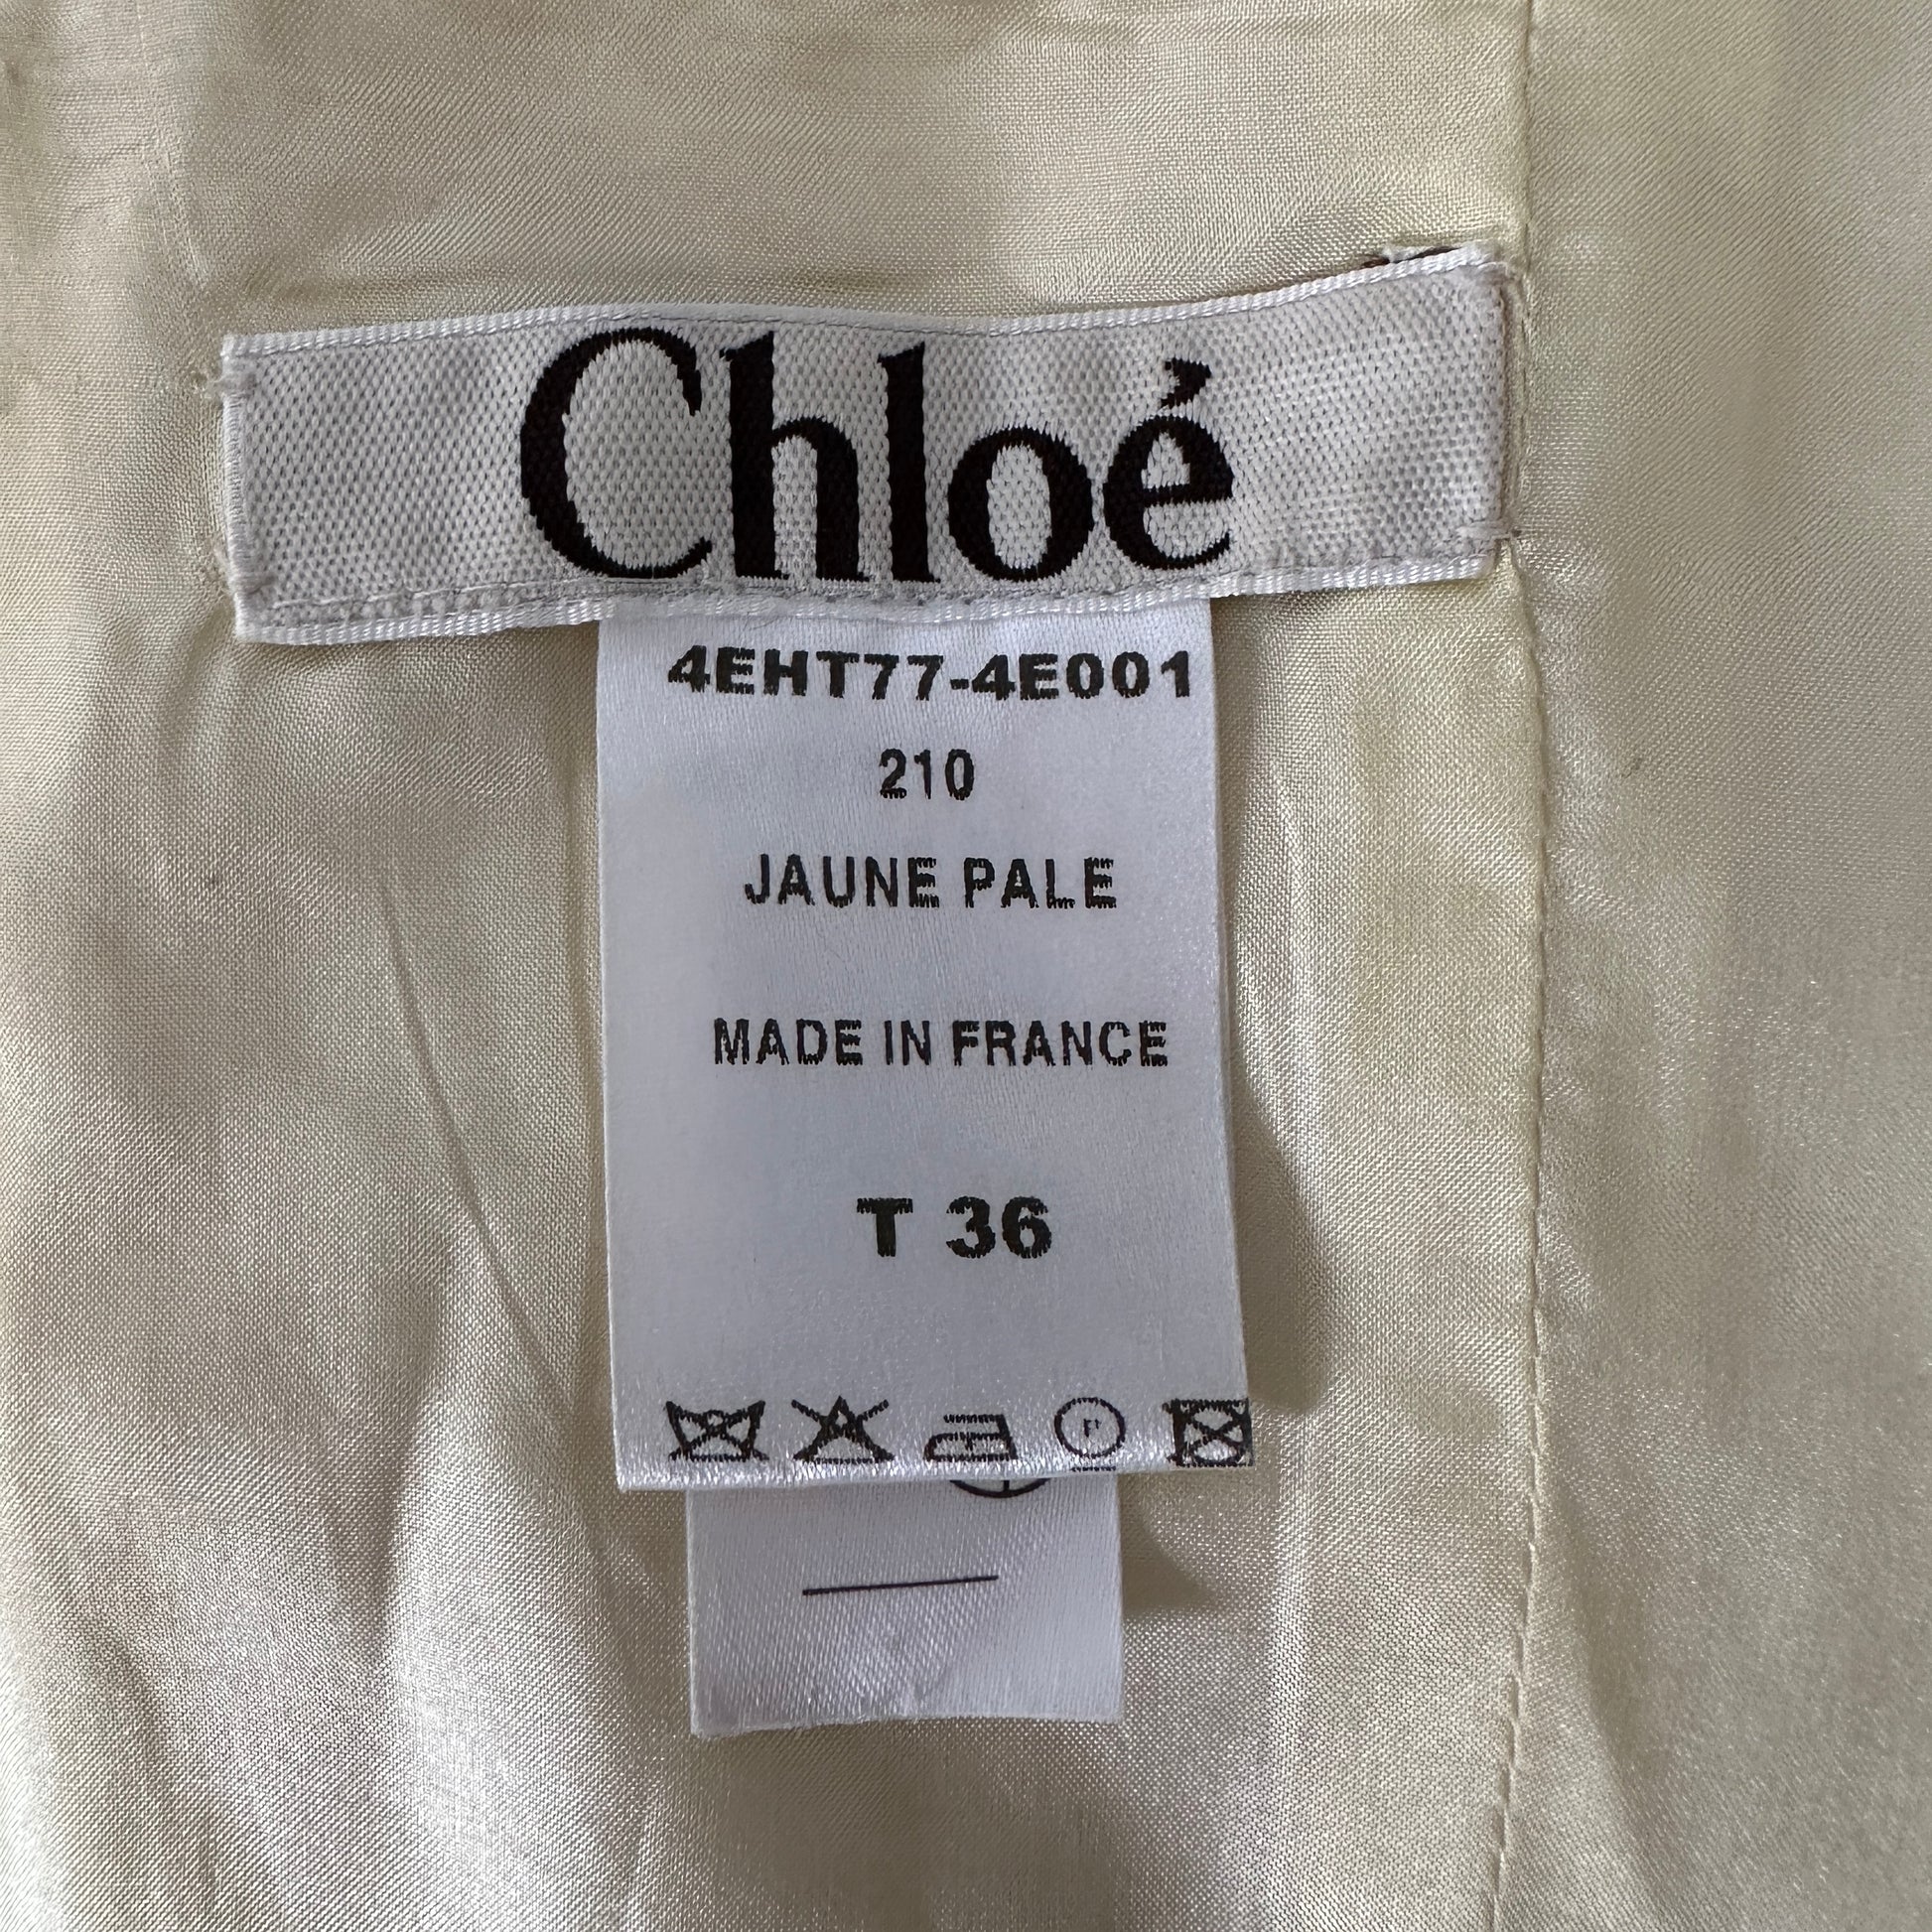 Chloé
4EHT77-4E001
210
JAUNE PALE
MADE IN FRANCE
T 36